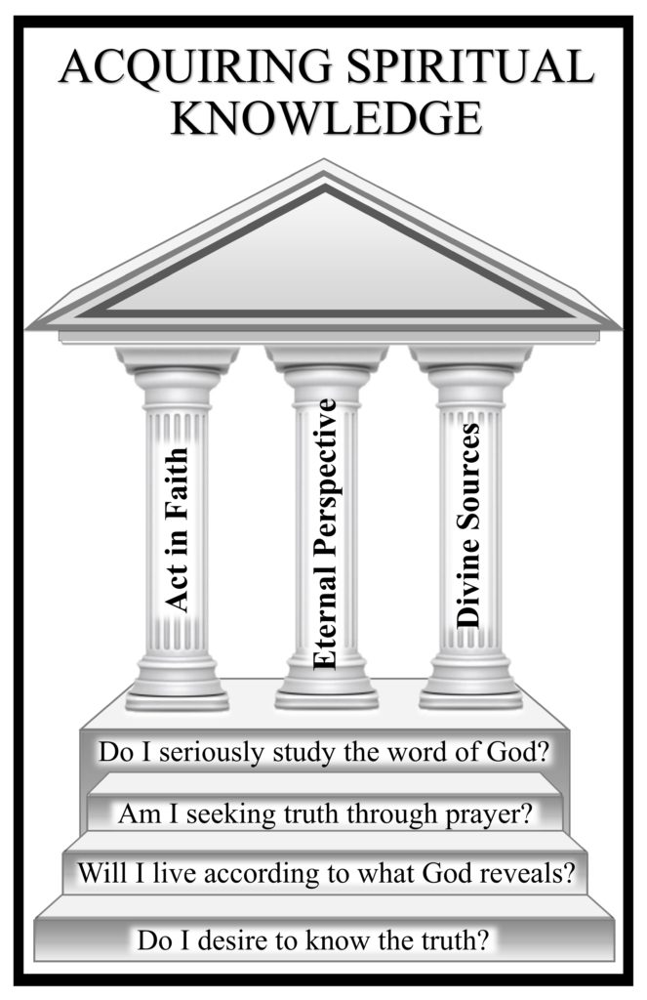 ACQUIRING SPIRITUAL
KNOWLEDGE
Act in Faith
Eternal Perspective
Divine Sources
Do I seriously study the word of God?
Am I seeking truth through prayer?
Will I live according to what God reveals?
Do I desire to know the truth?